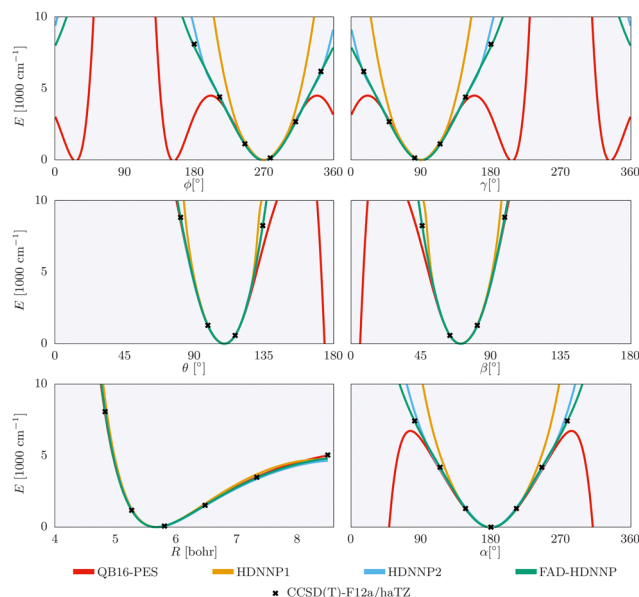 10
5
0
E [1000 cm⁻¹]
0 90 180 270 360
ϕ[°]
0 90 180 270 360
γ[°]
10
5
0
E [1000 cm⁻¹]
0 45 90 135 180
θ [°]
0 45 90 135 180
β[°]
10
5
0
E [1000 cm⁻¹]
4 5 6 7 8
R [bohr]
0 90 180 270 360
α[°]
QB16-PES HDNNP1 HDNNP2 FAD-HDNNP
CCSD(T)-F12a/haTZ